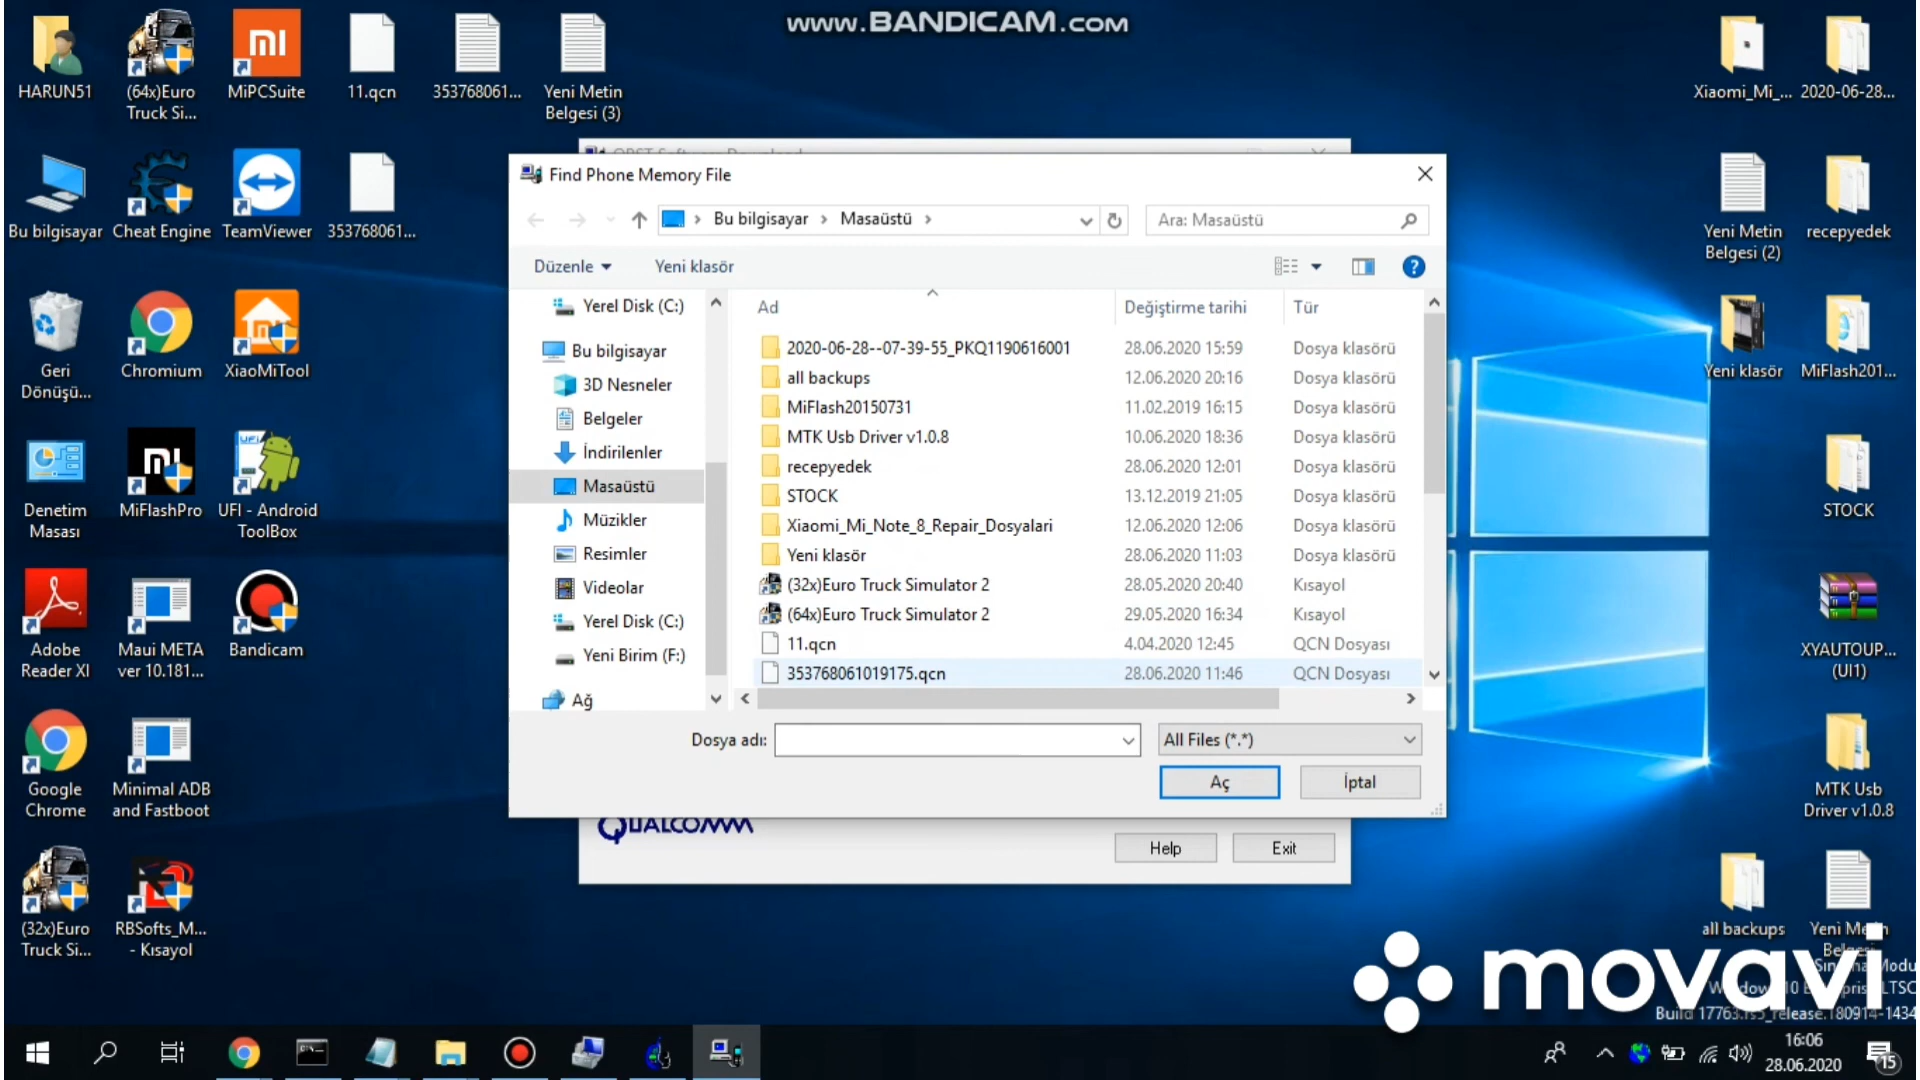 www.BANDICAM.com
HARUN51
(64x)Euro
Truck Si...
MiPCSuite
11.qcn
353768061...
Yeni Metin
Belgesi (3)
Xiaomi_Mi_...
2020-06-28...
Bu bilgisayar
Cheat Engine
TeamViewer
353768061...
Yeni Metin
Belgesi (2)
recepyedek
Geri
Dönüşü...
Chromium
XiaoMiTool
Yeni klasör
MiFlash201...
Denetim
Masası
MiFlashPro
UFI - Android
ToolBox
STOCK
Adobe
Reader XI
Maui META
ver 10.181...
Bandicam
XYAUTOUP...
(UI1)
Google
Chrome
Minimal ADB
and Fastboot
MTK Usb
Driver v1.0.8
(32x)Euro
Truck Si...
RBSofts_M...
- Kısayol
all backups
Find Phone Memory File
Bu bilgisayar
Masaüstü
Ara: Masaüstü
Düzenle
Yeni klasör
Yerel Disk (C:)
Bu bilgisayar
3D Nesneler
Belgeler
İndirilenler
Masaüstü
Müzikler
Resimler
Videolar
Yerel Disk (C:)
Yeni Birim (F:)
Ağ
Ad Değiştirme tarihi Tür
2020-06-28--07-39-55_PKQ1190616001 28.06.2020 15:59 Dosya klasörü
all backups 12.06.2020 20:16 Dosya klasörü
MiFlash20150731 11.02.2019 16:15 Dosya klasörü
MTK Usb Driver v1.0.8 10.06.2020 18:36 Dosya klasörü
recepyedek 28.06.2020 12:01 Dosya klasörü
STOCK 13.12.2019 21:05 Dosya klasörü
Xiaomi_Mi_Note_8_Repair_Dosyalari 12.06.2020 12:06 Dosya klasörü
Yeni klasör 28.06.2020 11:03 Dosya klasörü
(32x)Euro Truck Simulator 2 28.05.2020 20:40 Kısayol
(64x)Euro Truck Simulator 2 29.05.2020 16:34 Kısayol
11.qcn 4.04.2020 12:45 QCN Dosyası
353768061019175.qcn 28.06.2020 11:46 QCN Dosyası
Dosya adı:
All Files (*.*)
Aç
İptal
QUALCOMM
Help
Exit
movavi
Build 17763.rs5_release.180914-1434
16:06
28.06.2020
15